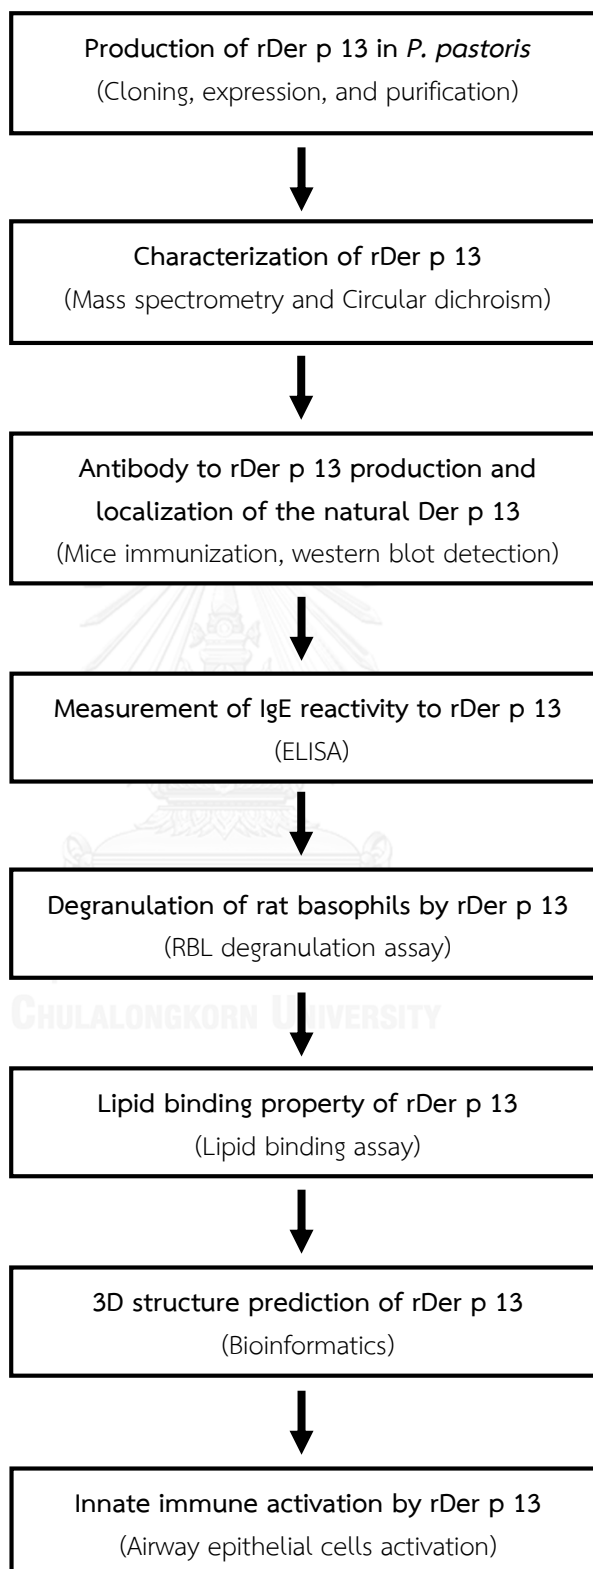 Production of rDer p 13 in P. pastoris
(Cloning, expression, and purification)
Characterization of rDer p 13
(Mass spectrometry and Circular dichroism)
Antibody to rDer p 13 production and
localization of the natural Der p 13
(Mice immunization, western blot detection)
Measurement of IgE reactivity to rDer p 13
(ELISA)
Degranulation of rat basophils by rDer p 13
(RBL degranulation assay)
CHULALONGKORN UNIVERSITY
Lipid binding property of rDer p 13
(Lipid binding assay)
3D structure prediction of rDer p 13
(Bioinformatics)
Innate immune activation by rDer p 13
(Airway epithelial cells activation)